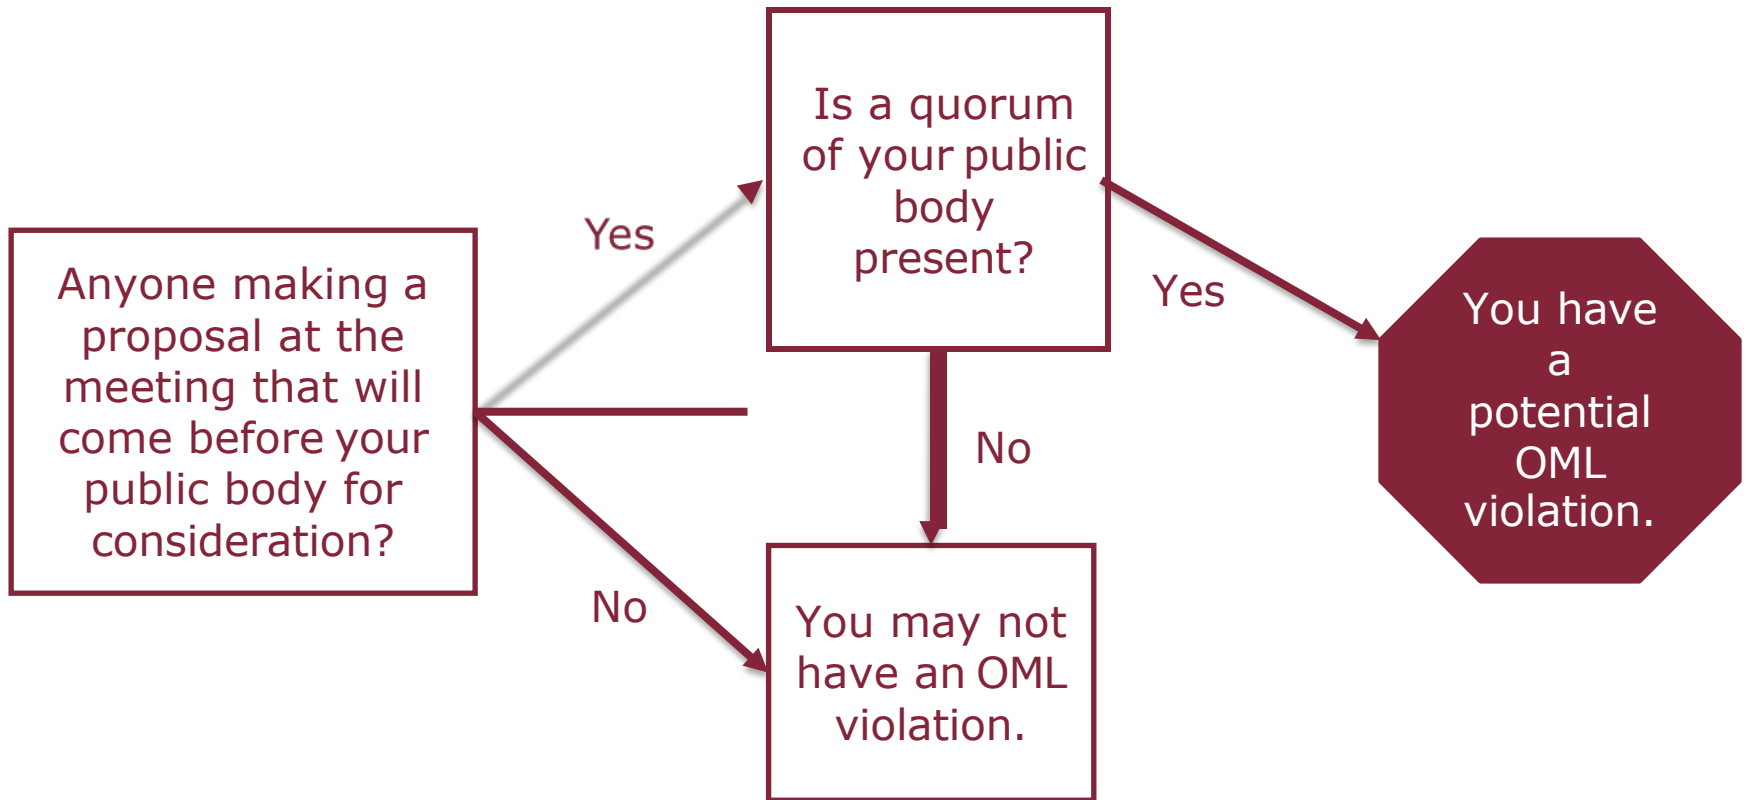 Anyone making a
proposal at the
meeting that will
come before your
public body for
consideration?
Yes
No
Is a quorum
of your public
body
present?
Yes
No
You may not
have an OML
violation.
You have
a
potential
OML
violation.